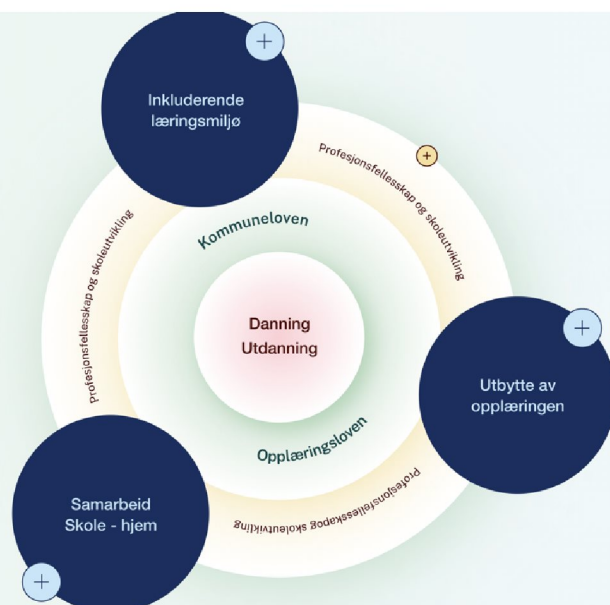 Inkluderende
læringsmiljø
Profesjonsfellesskap og skoleutvikling
Profesjonsfellesskap og skoleutvikling
Kommuneloven
Danning
Utdanning
Utbytte av
opplæringen
Opplæringsloven
Profesjonsfellesskapog skoleutvikling
Samarbeid
Skole - hjem